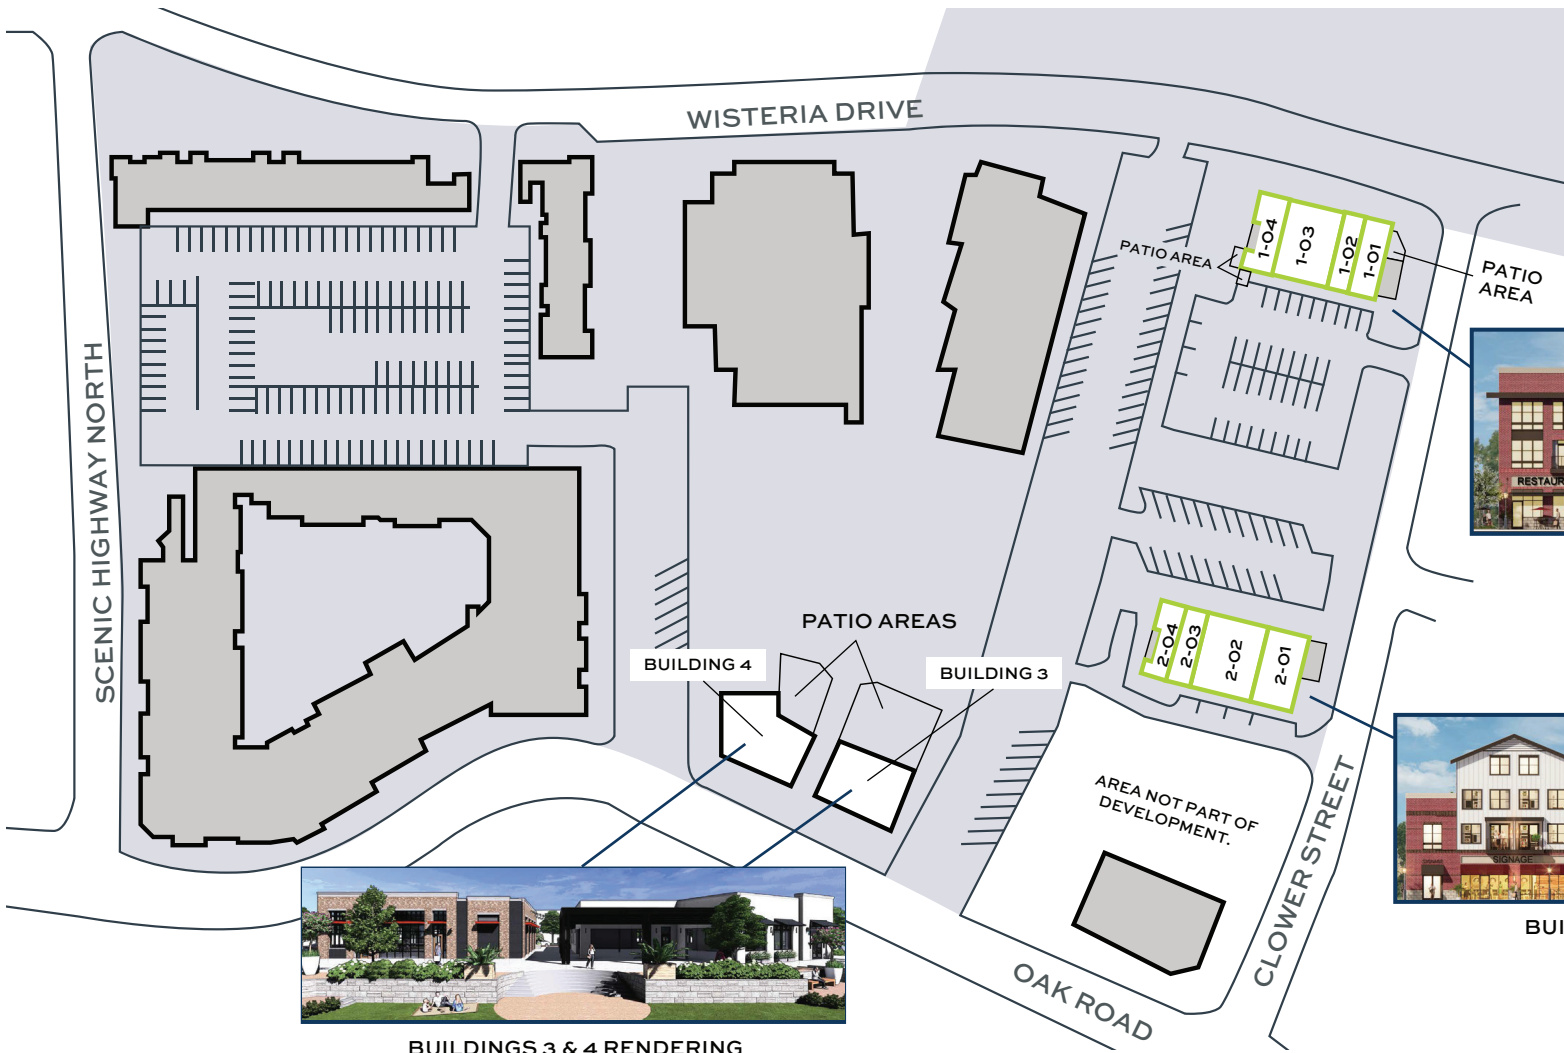 WISTERIA DRIVE
SCENIC HIGHWAY NORTH
PATIO AREA
1-04
1-03
1-02
1-01
PATIO
AREA
RESTAUR
PATIO AREAS
BUILDING 4
BUILDING 3
2-04
2-03
2-02
2-01
AREA NOT PART OF
DEVELOPMENT.
SIGNAGE
CLOWER STREET
OAK ROAD
BUI
BUILDINGS 3 & 4 RENDERING